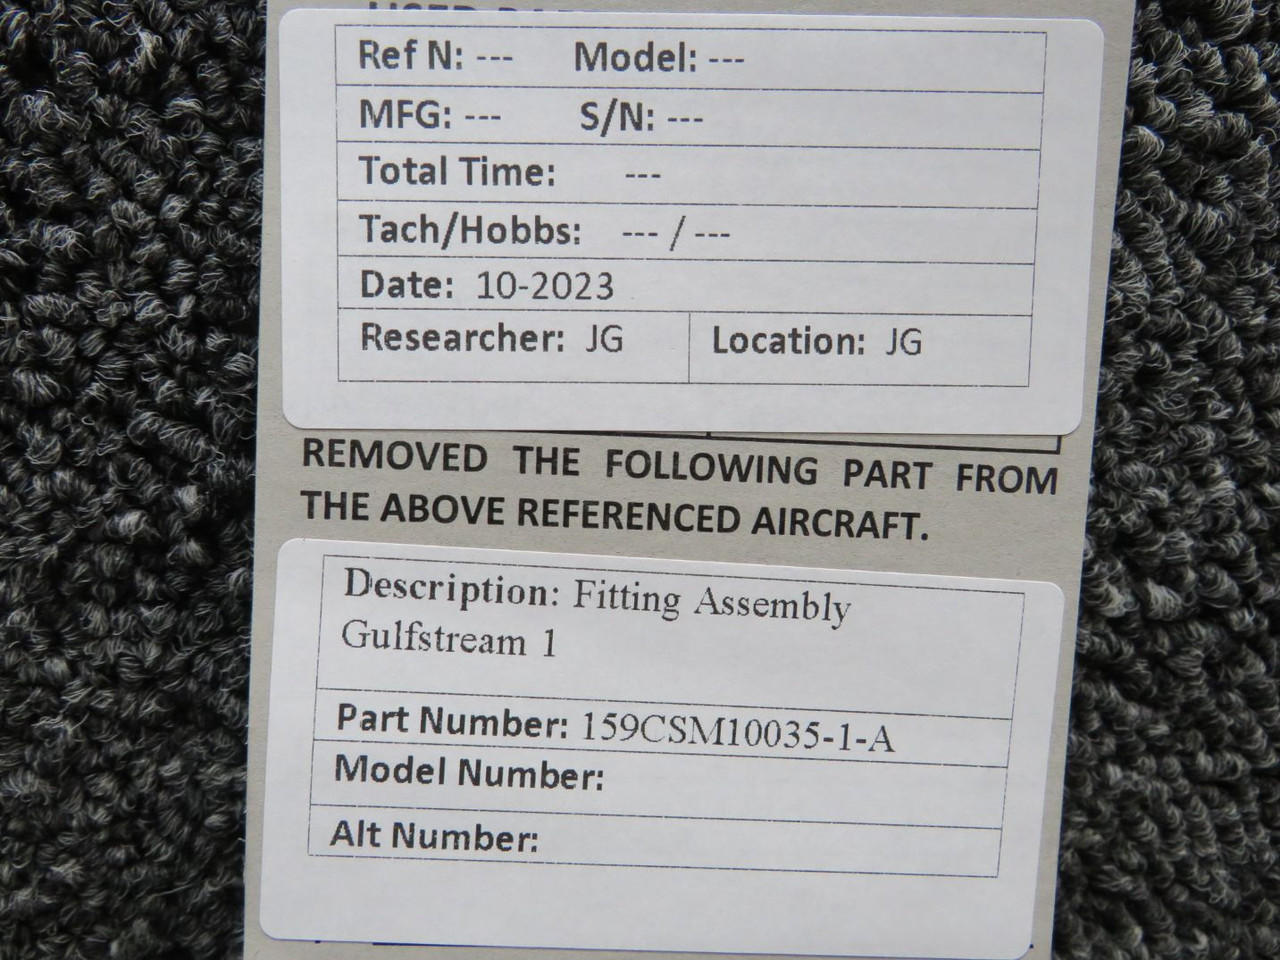 Ref N: --- Model: ---
MFG: --- S/N: ---
Total Time: ---
Tach/Hobbs: --- / ---
Date: 10-2023
Researcher: JG Location: JG
REMOVED THE FOLLOWING PART FROM
THE ABOVE REFERENCED AIRCRAFT.
Description: Fitting Assembly
Gulfstream 1
Part Number: 159CSM10035-1-A
Model Number:
Alt Number: